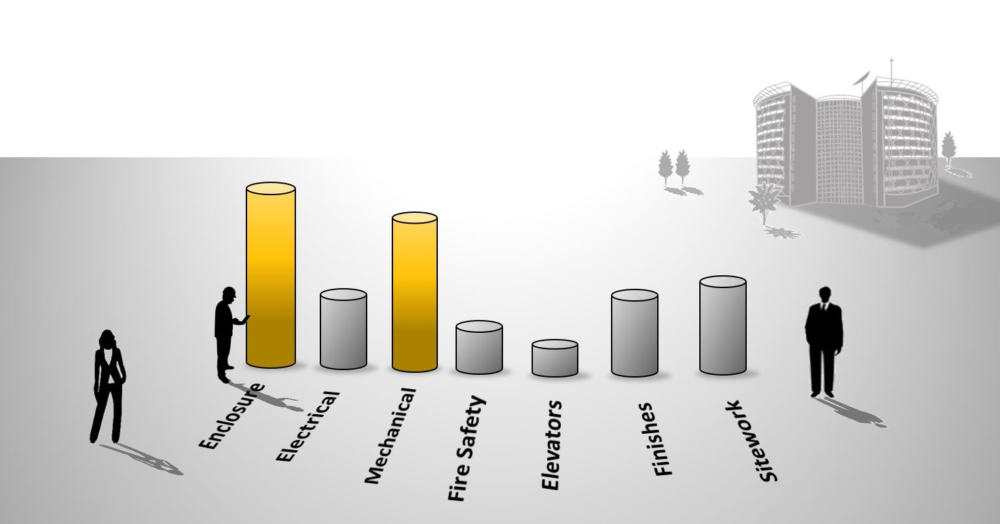 Enclosure
Electrical
Mechanical
Fire Safety
Elevators
Finishes
Sitework